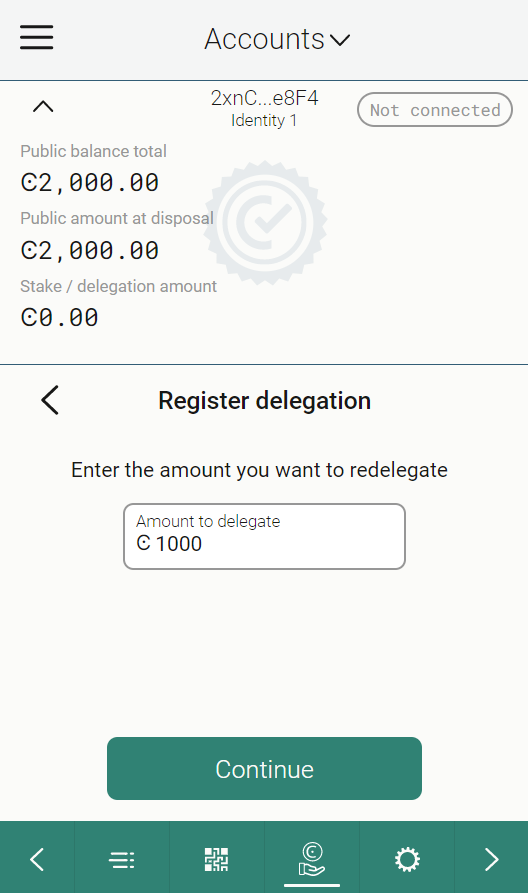 Accounts
2xnC...e8F4
Identity 1
Not connected
Public balance total
Ͼ2,000.00
Public amount at disposal
Ͼ2,000.00
Stake / delegation amount
Ͼ0.00
Register delegation
Enter the amount you want to redelegate
Amount to delegate
Ͼ 1000
Continue